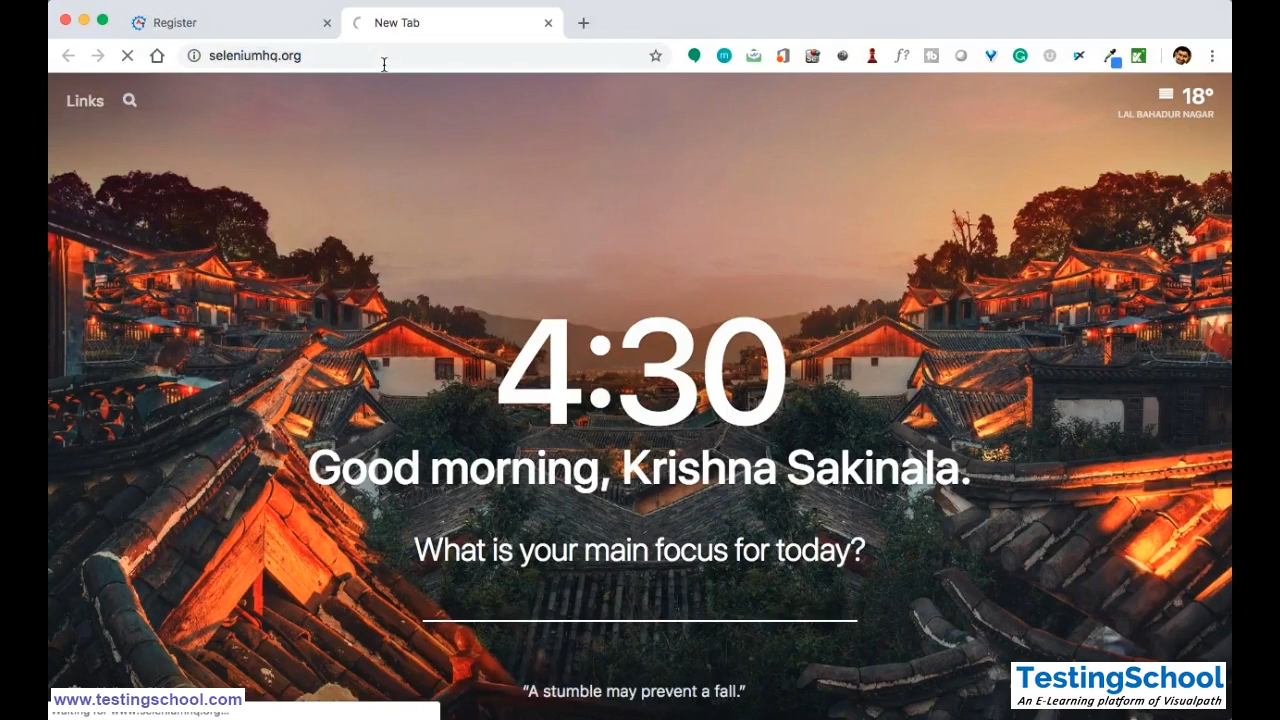 Register
New Tab
seleniumhq.org
Links
18°
LAL BAHADUR NAGAR
4:30
Good morning, Krishna Sakinala.
What is your main focus for today?
“A stumble may prevent a fall.”
www.testingschool.com
TestingSchool
An E-Learning platform of Visualpath